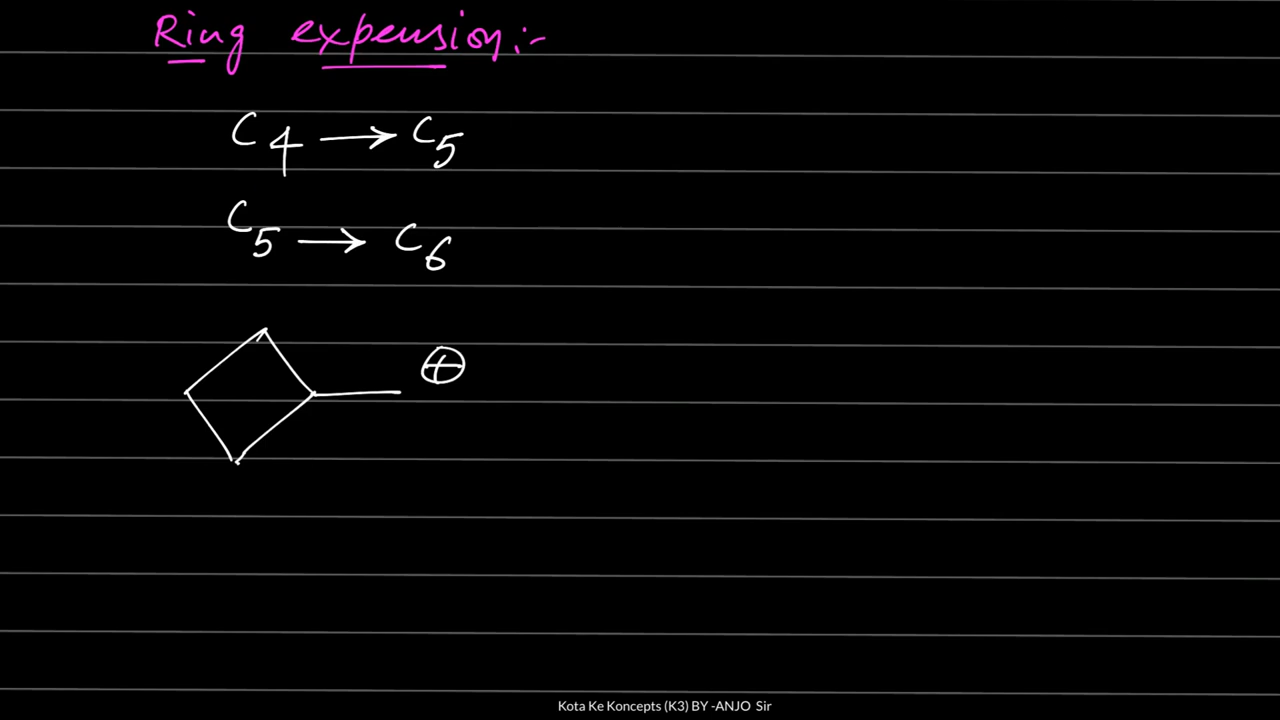 Ring expension:-
C4 → C5
C5 → C6
⊕
Kota Ke Koncepts (K3) BY -ANJO Sir